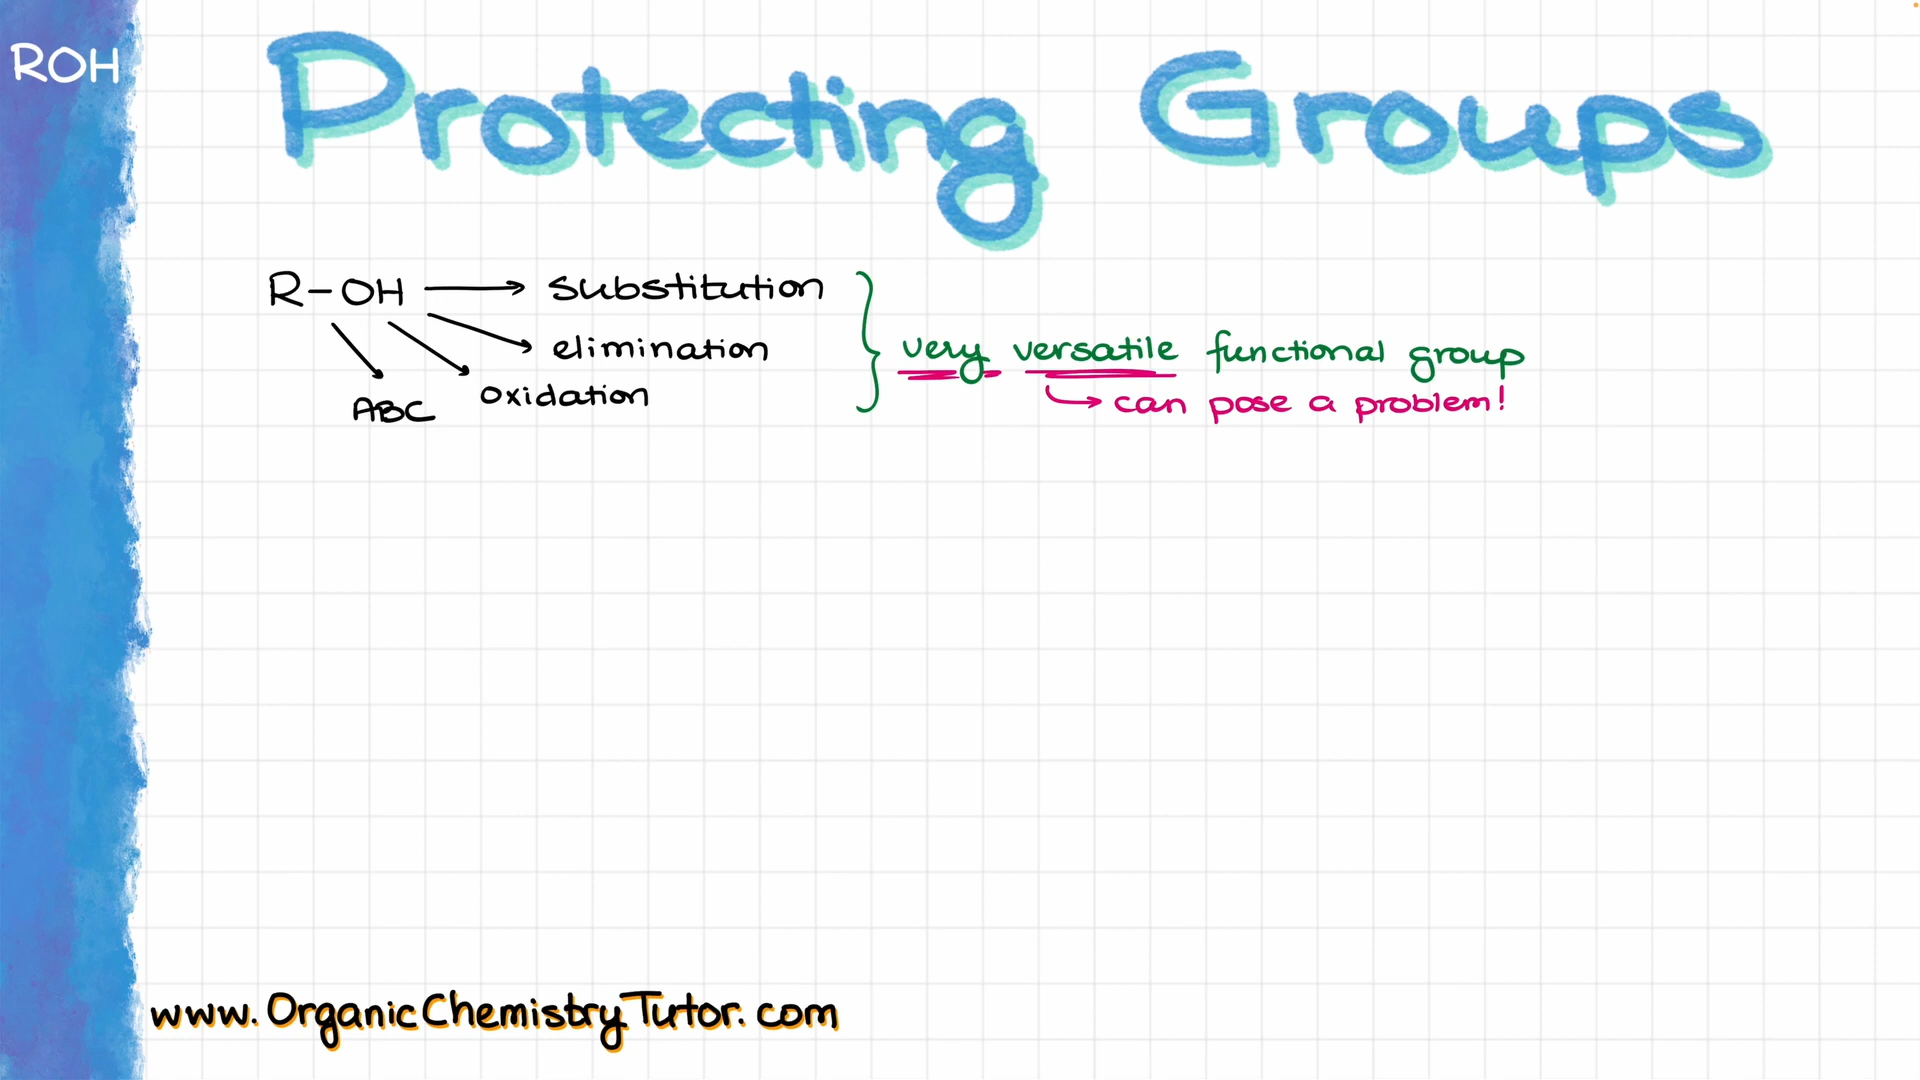 ROH
Protecting Groups
R-OH → substitution
elimination
oxidation
ABC
very versatile functional group
can pose a problem!
www.OrganicChemistryTutor.com